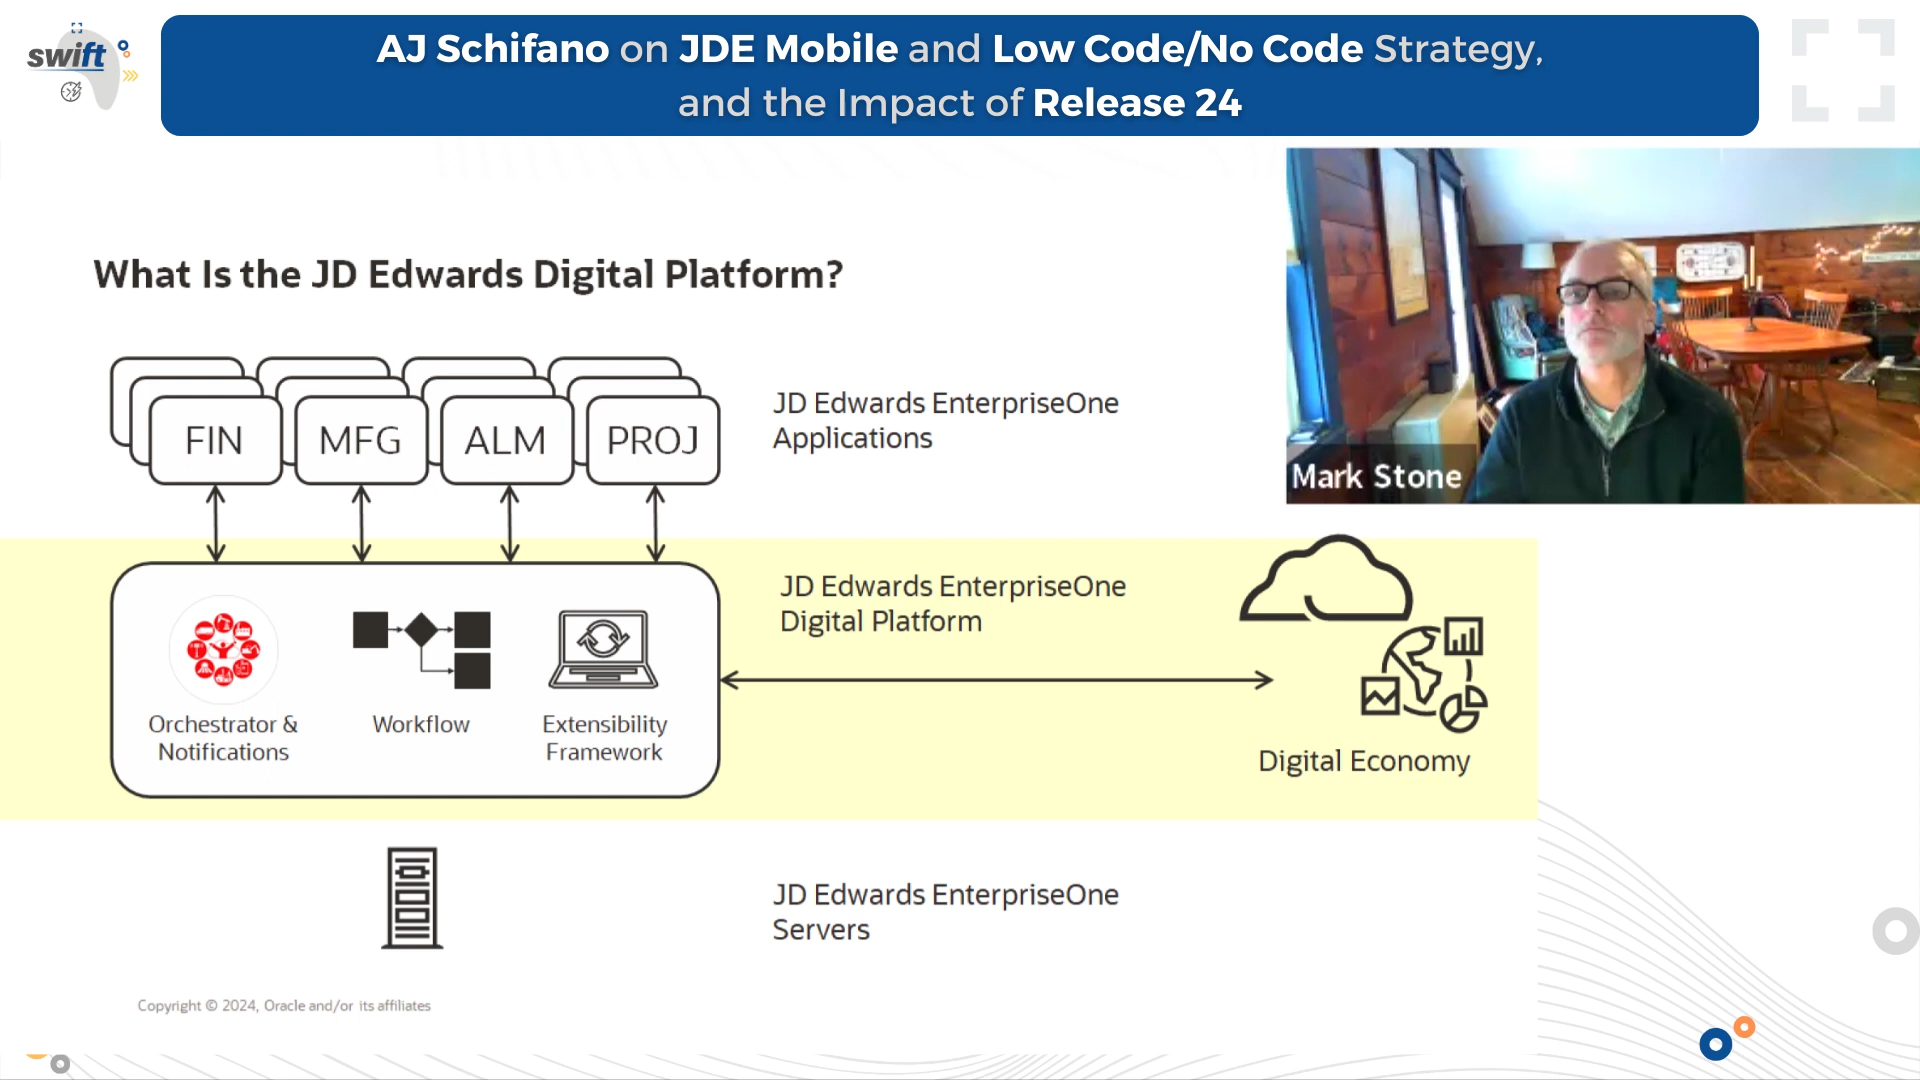 swift
AJ Schifano on JDE Mobile and Low Code/No Code Strategy,
and the Impact of Release 24
What Is the JD Edwards Digital Platform?
FIN
MFG
ALM
PROJ
JD Edwards EnterpriseOne
Applications
Mark Stone
JD Edwards EnterpriseOne
Digital Platform
Orchestrator &
Notifications
Workflow
Extensibility
Framework
Digital Economy
JD Edwards EnterpriseOne
Servers
Copyright © 2024, Oracle and/or its affiliates